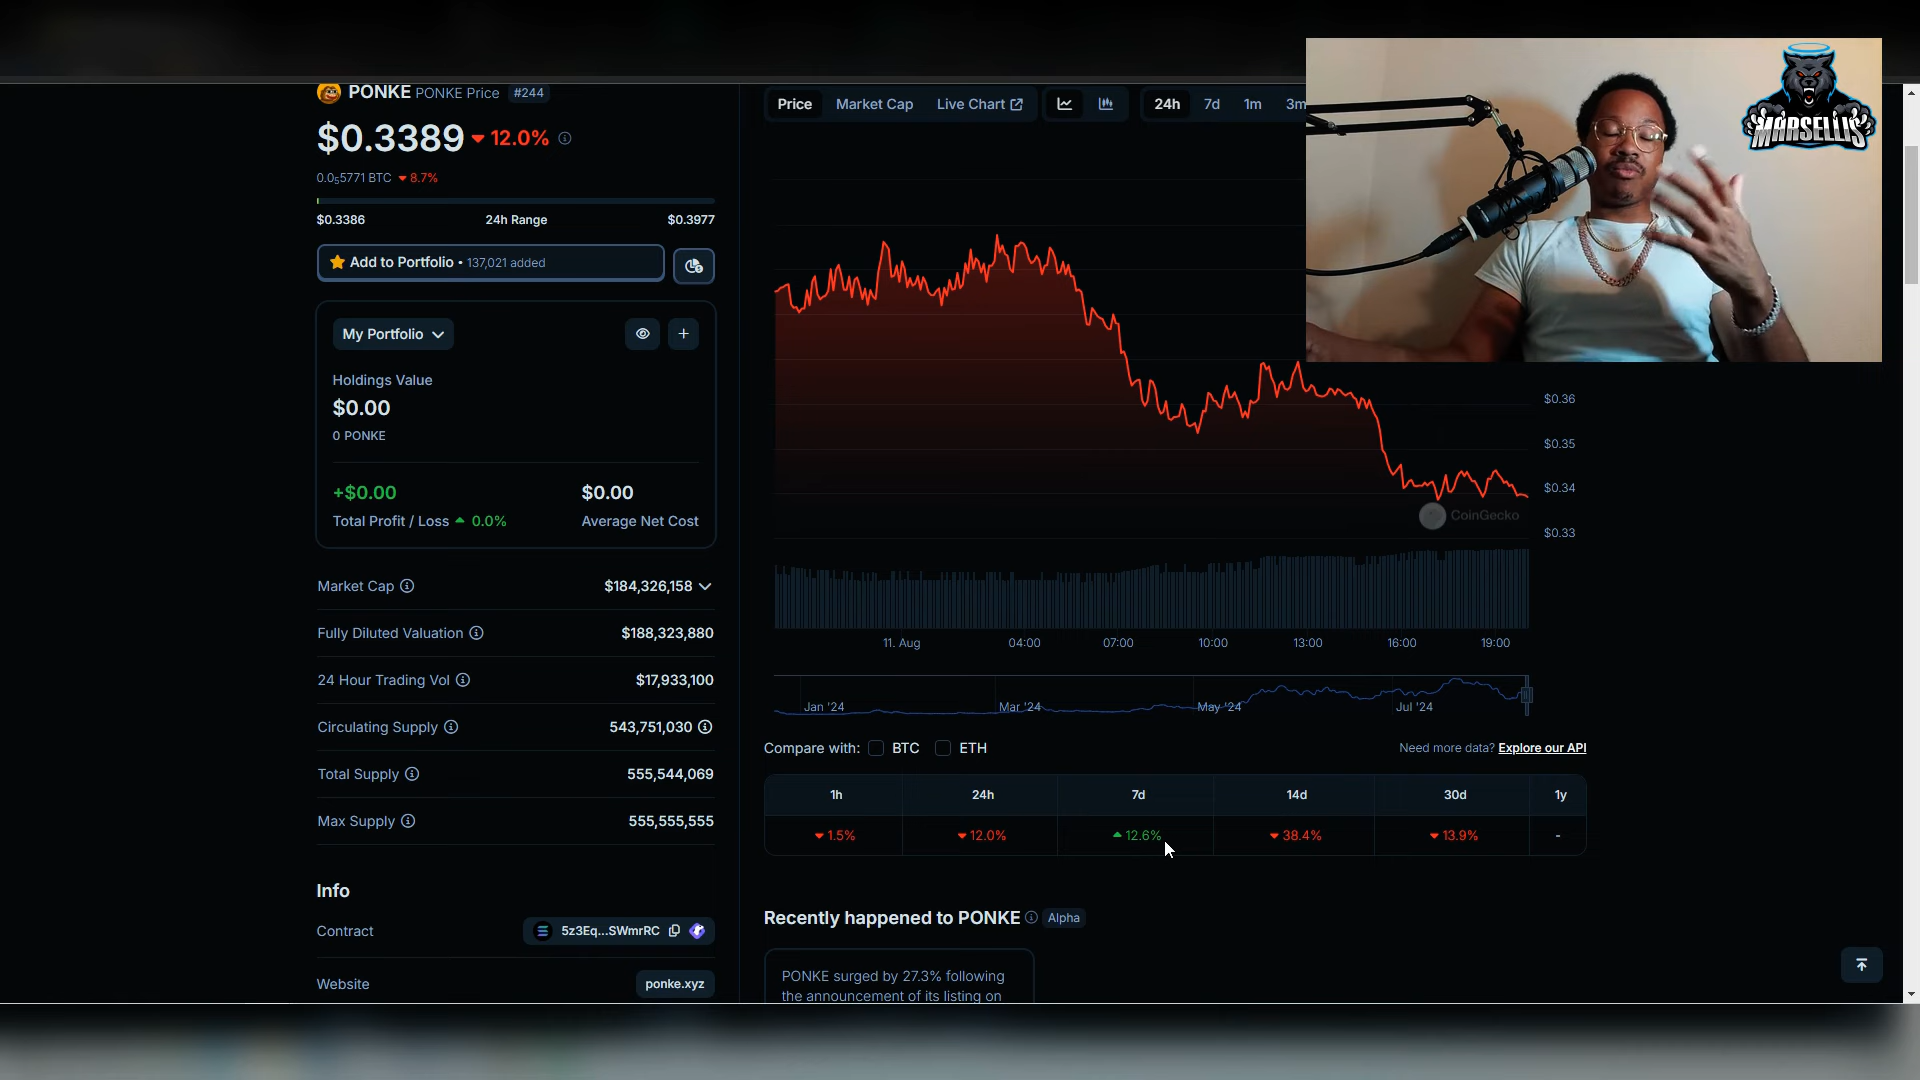 PONKE PONKE Price #244
$0.3389 12.0%
0.0₅5771 BTC 8.7%
$0.3386 24h Range $0.3977
Add to Portfolio • 137,021 added
My Portfolio
Holdings Value
$0.00
0 PONKE
+$0.00 $0.00
Total Profit / Loss 0.0% Average Net Cost
Market Cap $184,326,158
Fully Diluted Valuation $188,323,880
24 Hour Trading Vol $17,933,100
Circulating Supply 543,751,030
Total Supply 555,544,069
Max Supply 555,555,555
Info
Contract 5z3Eq...SWmrRC
Website ponke.xyz
Price Market Cap Live Chart 24h 7d 1m 3m
MARSELLIS
$0.36
$0.35
$0.34
CoinGecko
$0.33
11. Aug 04:00 07:00 10:00 13:00 16:00 19:00
Jan '24 Mar '24 May '24 Jul '24
Compare with: BTC ETH Need more data? Explore our API
1h 24h 7d 14d 30d 1y
1.5% 12.0% 12.6% 38.4% 13.9% -
Recently happened to PONKE Alpha
PONKE surged by 27.3% following
the announcement of its listing on